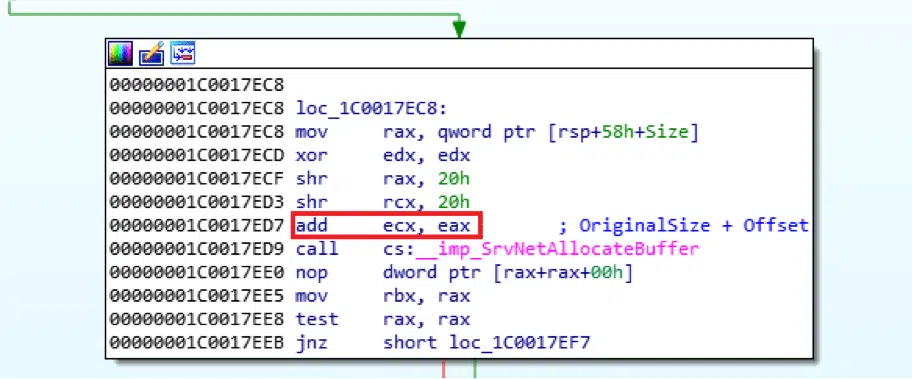 00000001C0017EC8
00000001C0017EC8 loc_1C0017EC8:
00000001C0017EC8 mov     rax, qword ptr [rsp+58h+Size]
00000001C0017ECD xor     edx, edx
00000001C0017ECF shr     rax, 20h
00000001C0017ED3 shr     rcx, 20h
00000001C0017ED7 add     ecx, eax        ; OriginalSize + Offset
00000001C0017ED9 call    cs:__imp_SrvNetAllocateBuffer
00000001C0017EE0 nop     dword ptr [rax+rax+00h]
00000001C0017EE5 mov     rbx, rax
00000001C0017EE8 test    rax, rax
00000001C0017EEB jnz     short loc_1C0017EF7